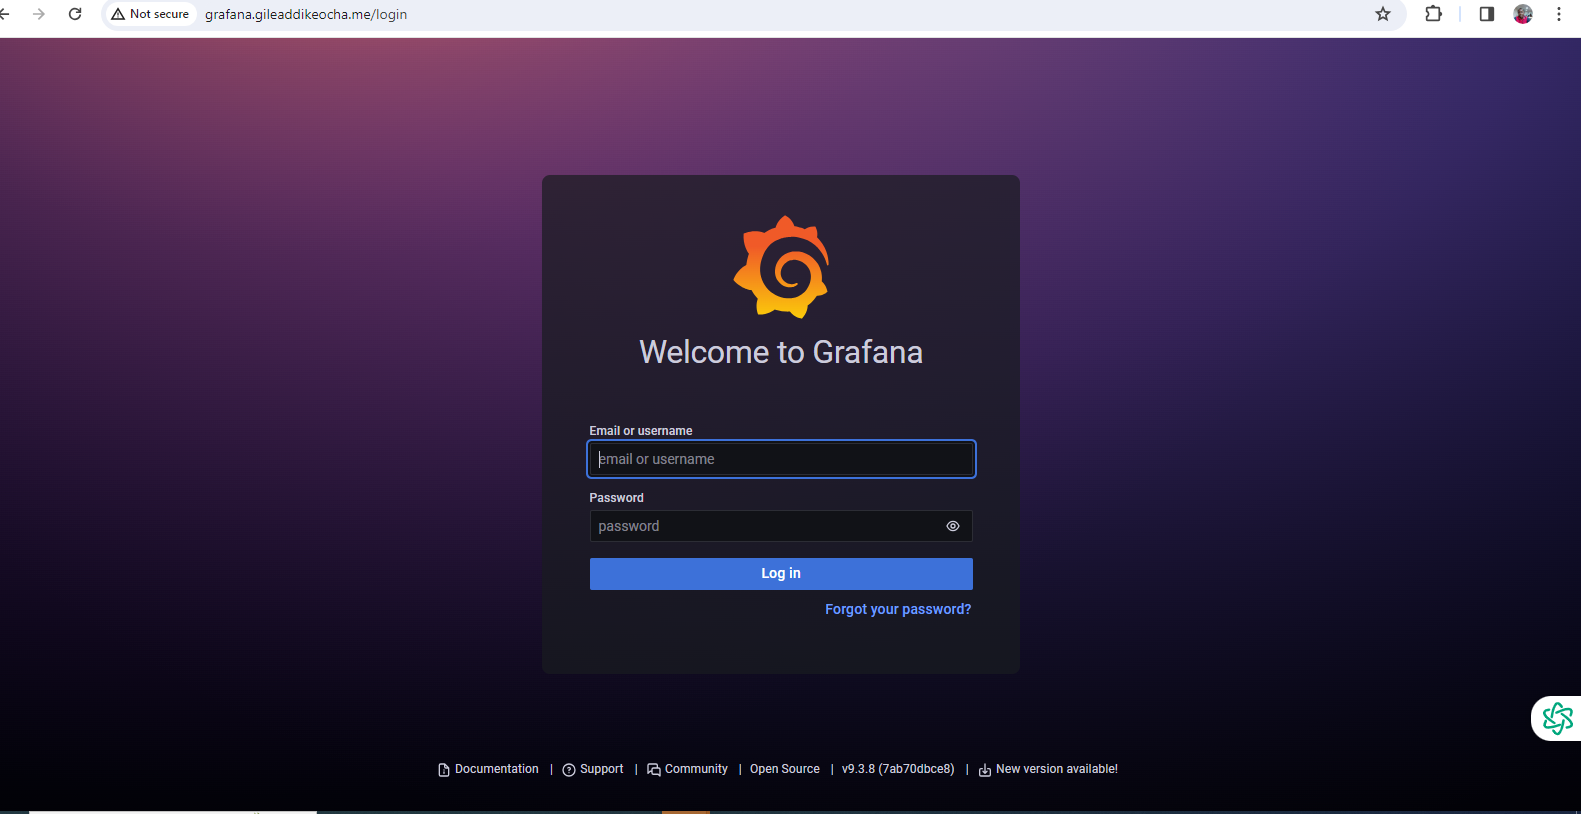 Not secure grafana.gileaddikeocha.me/login
Welcome to Grafana
Email or username
email or username
Password
password
Log in
Forgot your password?
Documentation | Support | Community | Open Source | v9.3.8 (7ab70dbce8) | New version available!